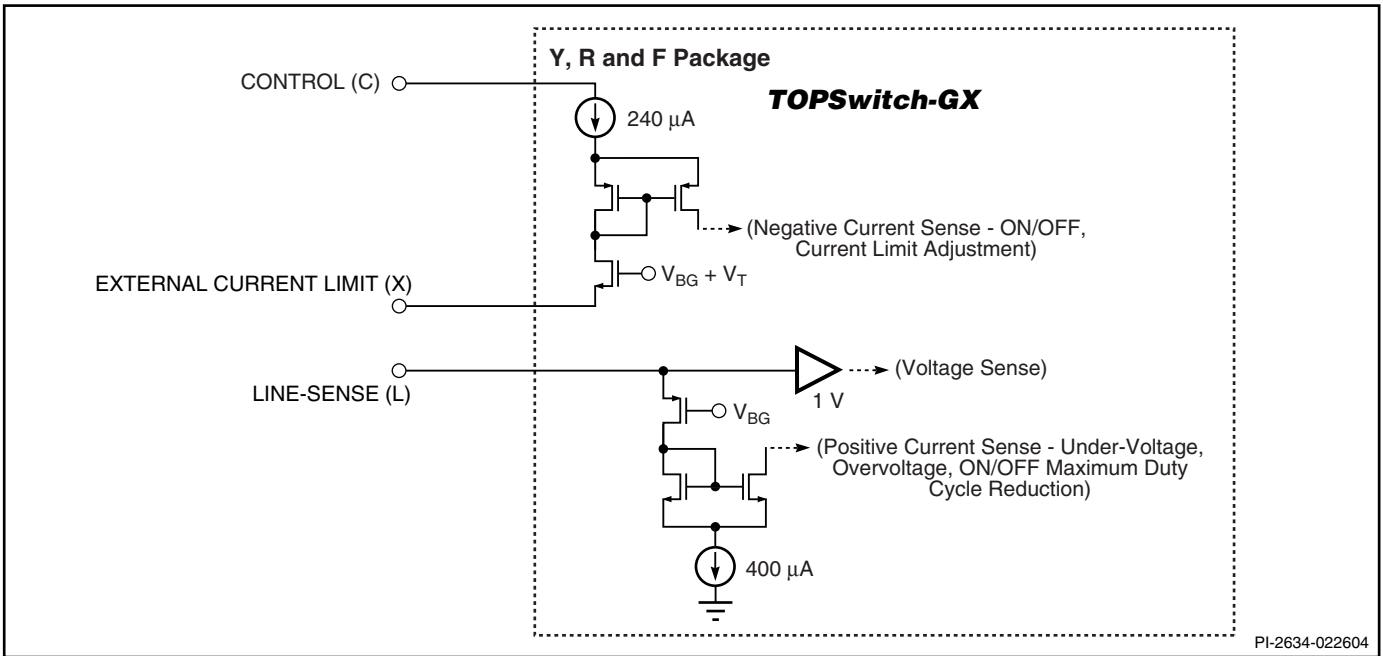 Y, R and F Package
TOPSwitch-GX
CONTROL (C)
240 μA
(Negative Current Sense - ON/OFF,
Current Limit Adjustment)
V_BG + V_T
EXTERNAL CURRENT LIMIT (X)
(Voltage Sense)
LINE-SENSE (L)
1 V
V_BG
(Positive Current Sense - Under-Voltage,
Overvoltage, ON/OFF Maximum Duty
Cycle Reduction)
400 μA
PI-2634-022604